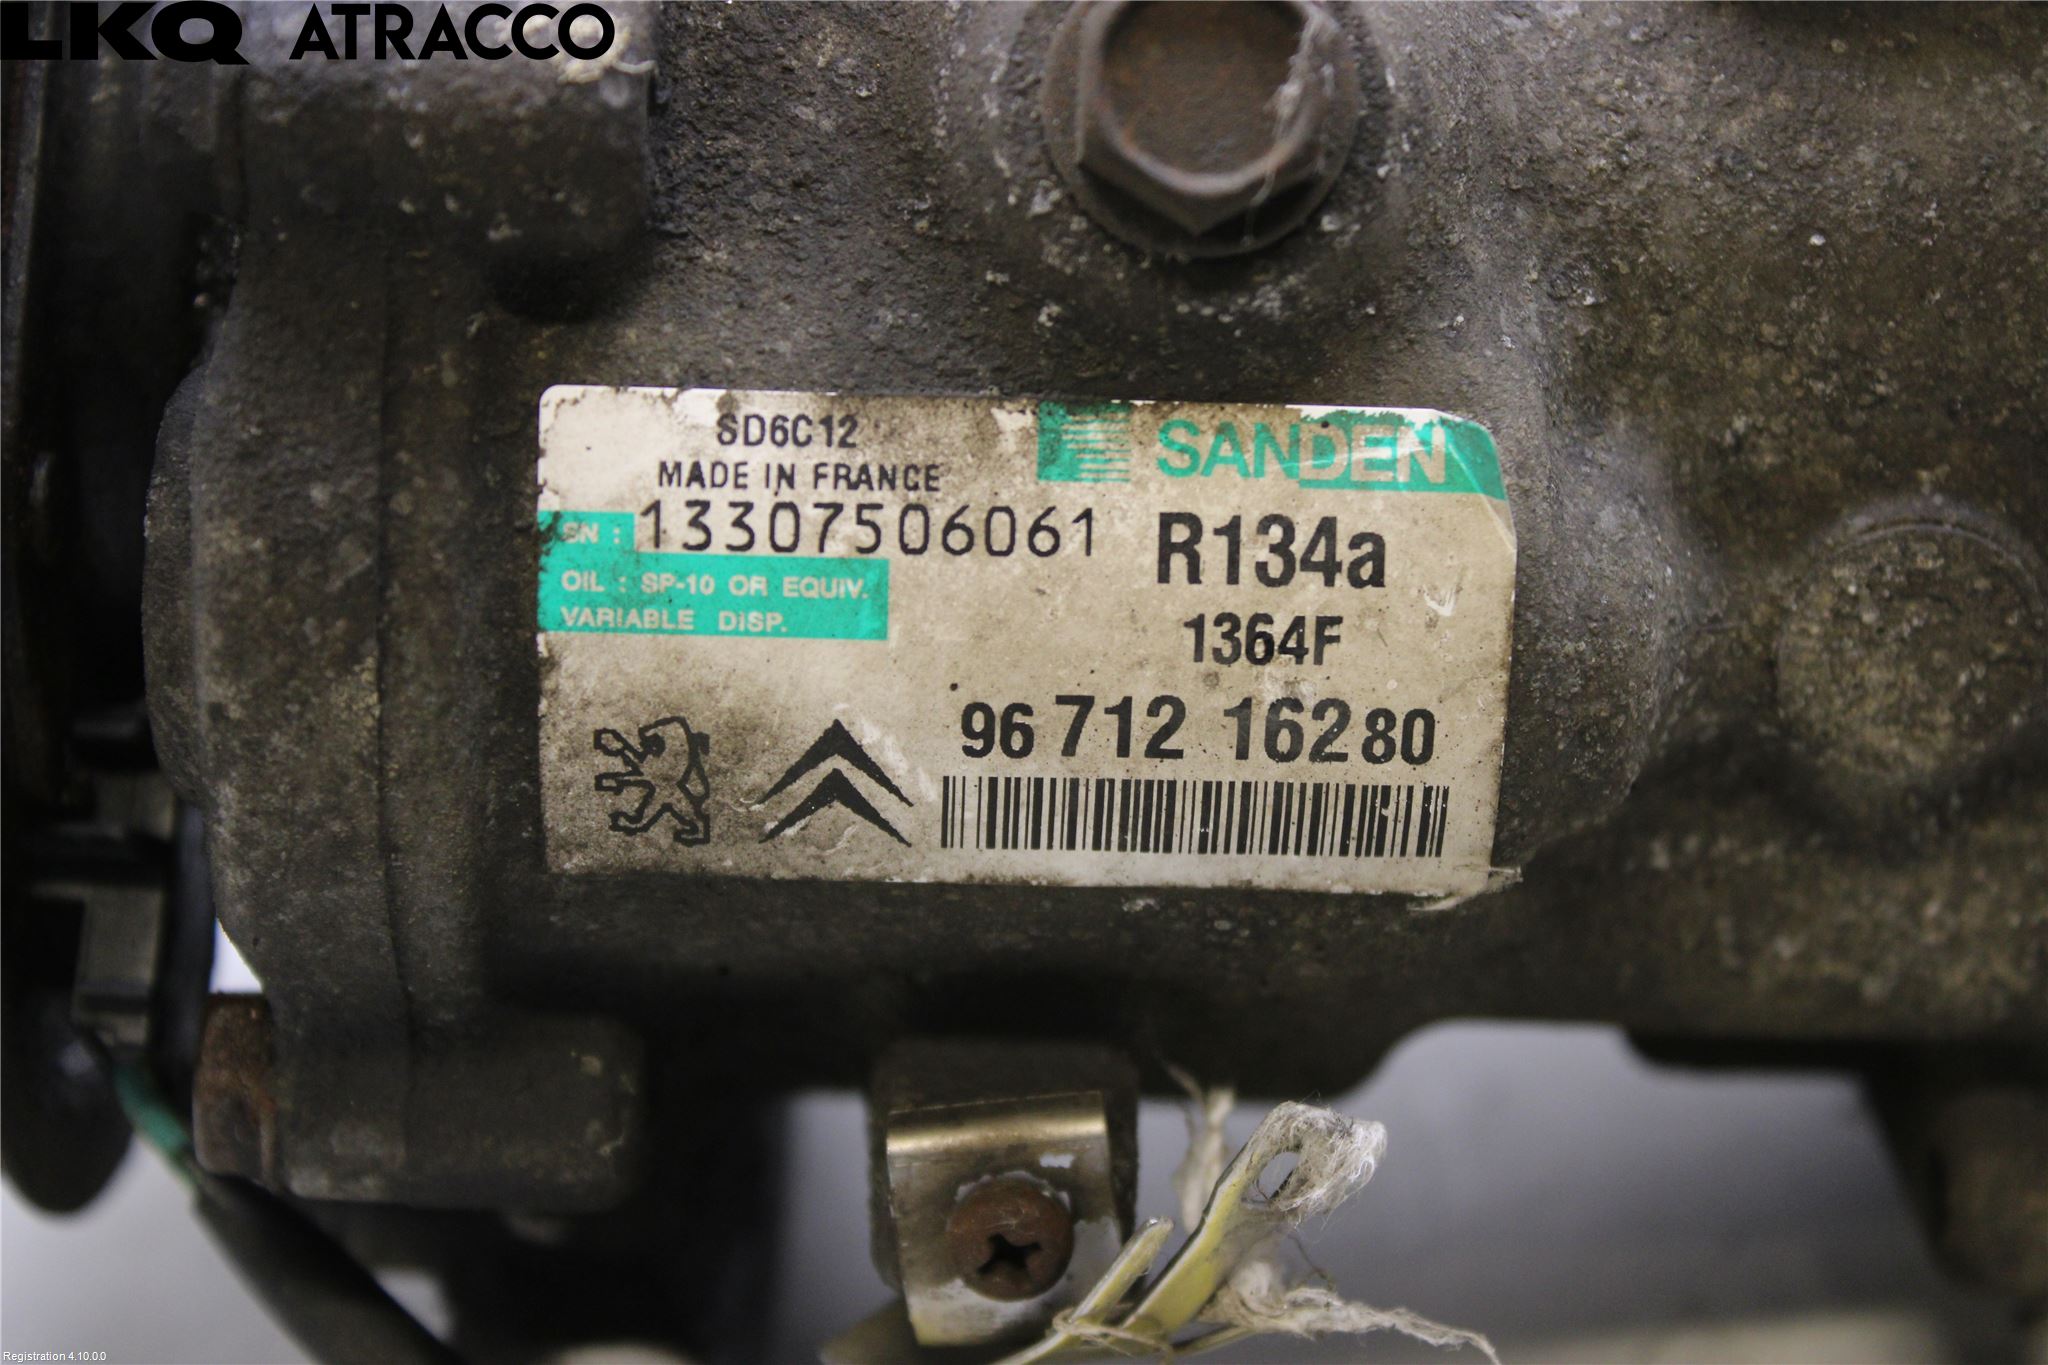 LKQ ATRACCO
SD6C12
SANDEN
MADE IN FRANCE
SN : 13307506061
R134a
OIL : SP-10 OR EQUIV.
VARIABLE DISP.
1364F
96 712 162 80
Registration 4.10.0.0